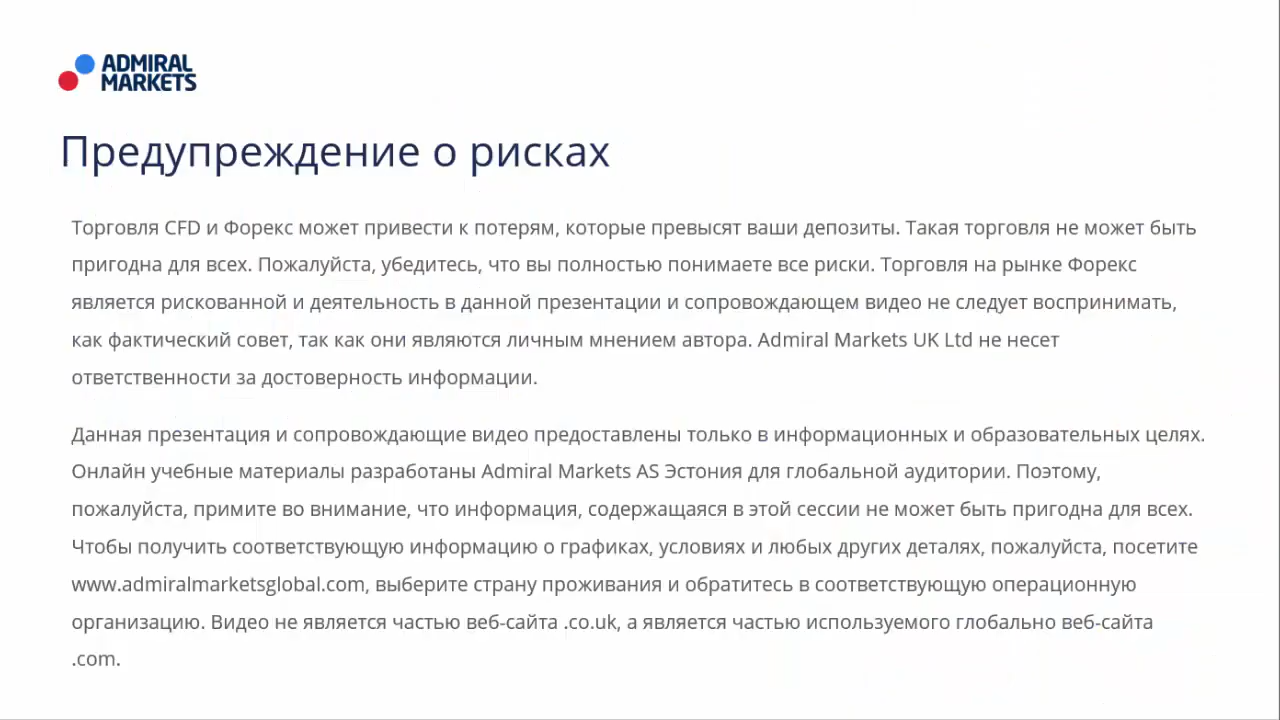 ADMIRAL
MARKETS
Предупреждение о рисках
Торговля CFD и Форекс может привести к потерям, которые превысят ваши депозиты. Такая торговля не может быть
пригодна для всех. Пожалуйста, убедитесь, что вы полностью понимаете все риски. Торговля на рынке Форекс
является рискованной и деятельность в данной презентации и сопровождающем видео не следует воспринимать,
как фактический совет, так как они являются личным мнением автора. Admiral Markets UK Ltd не несет
ответственности за достоверность информации.
Данная презентация и сопровождающие видео предоставлены только в информационных и образовательных целях.
Онлайн учебные материалы разработаны Admiral Markets AS Эстония для глобальной аудитории. Поэтому,
пожалуйста, примите во внимание, что информация, содержащаяся в этой сессии не может быть пригодна для всех.
Чтобы получить соответствующую информацию о графиках, условиях и любых других деталях, пожалуйста, посетите
www.admiralmarketsglobal.com, выберите страну проживания и обратитесь в соответствующую операционную
организацию. Видео не является частью веб-сайта .co.uk, а является частью используемого глобально веб-сайта
.com.